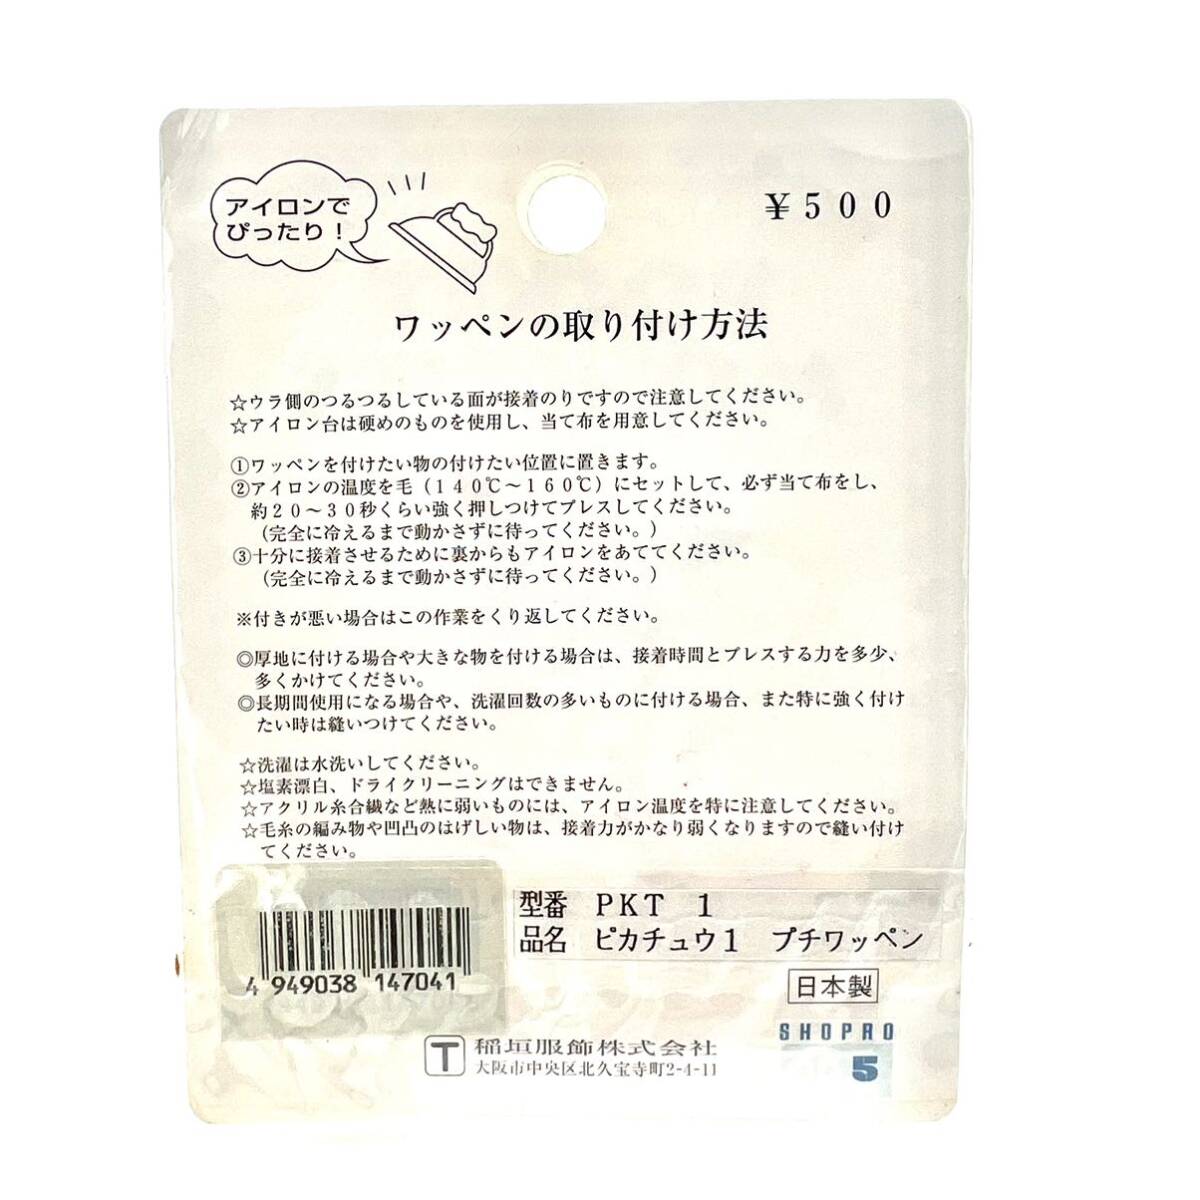 アイロンで
ぴったり！
￥５００
ワッペンの取り付け方法
☆ウラ側のつるつるしている面が接着のりですので注意してください。
☆アイロン台は硬めのものを使用し、当て布を用意してください。
①ワッペンを付けたい物の付けたい位置に置きます。
②アイロンの温度を毛（１４０℃～１６０℃）にセットして、必ず当て布をし、
約２０～３０秒くらい強く押しつけてプレスしてください。
（完全に冷えるまで動かさずに待ってください。）
③十分に接着させるために裏からもアイロンをあててください。
（完全に冷えるまで動かさずに待ってください。）
※付きが悪い場合はこの作業をくり返してください。
◎厚地に付ける場合や大きな物を付ける場合は、接着時間とプレスする力を多少、
多くかけてください。
◎長期間使用になる場合や、洗濯回数の多いものに付ける場合、また特に強く付け
たい時は縫いつけてください。
☆洗濯は水洗いしてください。
☆塩素漂白、ドライクリーニングはできません。
☆アクリル糸合繊など熱に弱いものには、アイロン温度を特に注意してください。
☆毛糸の編み物や凹凸のはげしい物は、接着力がかなり弱くなりますので縫い付け
てください。
型番 ＰＫＴ １
品名 ピカチュウ１ プチワッペン
4 949038 147041
日本製
SHOPRO
5
T 稲垣服飾株式会社
大阪市中央区北久宝寺町2-4-11